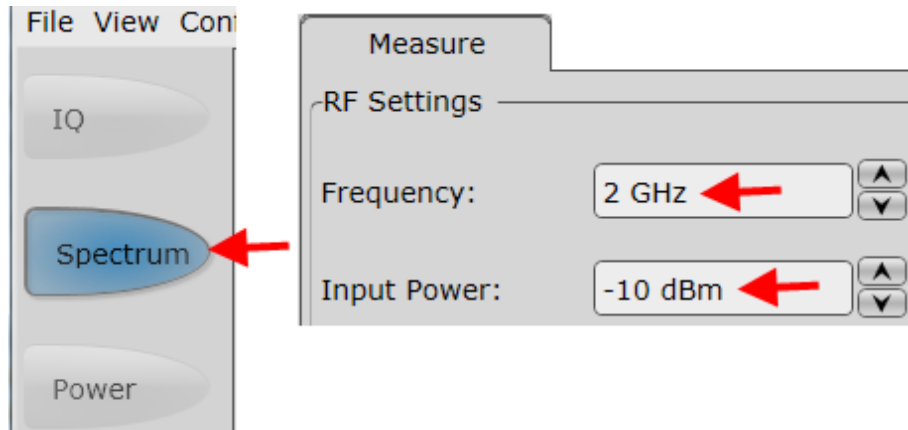 File View Con
IQ
Spectrum
Power
Measure
RF Settings
Frequency:
2 GHz
Input Power:
-10 dBm